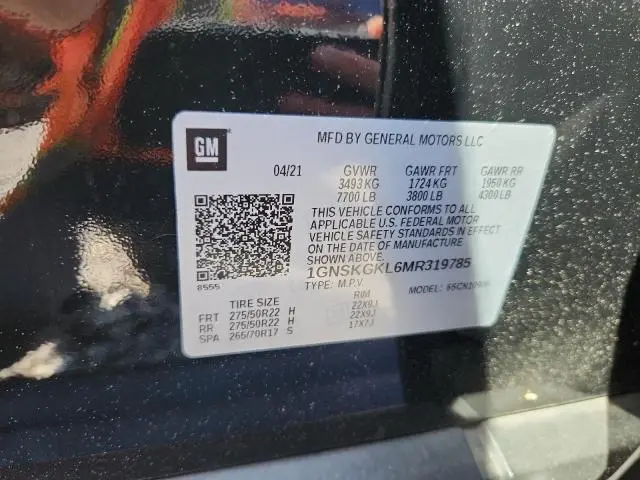 GM
MFD BY GENERAL MOTORS LLC
04/21 GVWR GAWR FRT GAWR RR
3493 KG 1724 KG 1950 KG
7700 LB 3800 LB 4300 LB
THIS VEHICLE CONFORMS TO ALL
APPLICABLE U.S. FEDERAL MOTOR
VEHICLE SAFETY STANDARDS IN EFFECT
ON THE DATE OF MANUFACTURE
SHOWN ABOVE.
1GNSKGKL6MR319785
8555
TYPE: M.P.V. MODEL:
TIRE SIZE RIM
FRT 275/50R22 H 22X9J
RR 275/50R22 H 22X9J
SPA 265/70R17 S 17X7J